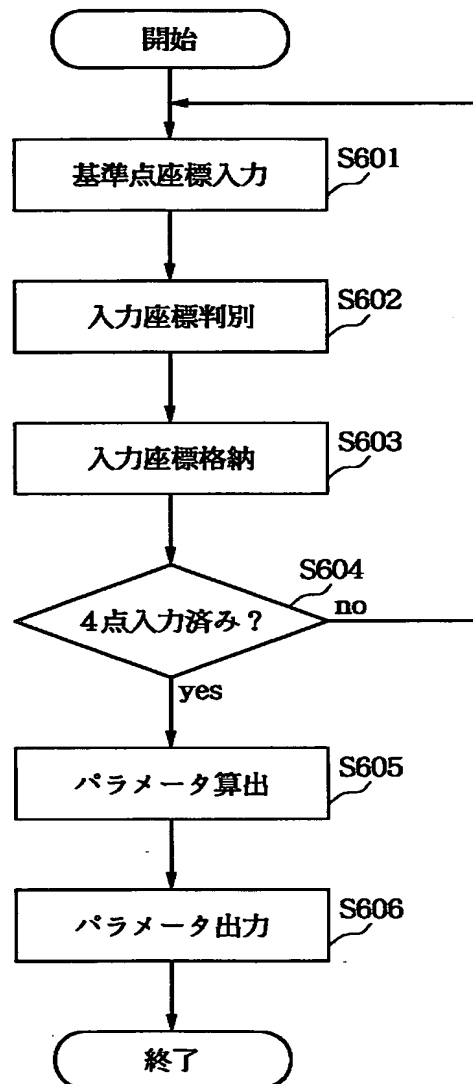 開始
基準点座標入力
S601
入力座標判別
S602
入力座標格納
S603
4点入力済み?
S604
no
yes
パラメータ算出
S605
パラメータ出力
S606
終了